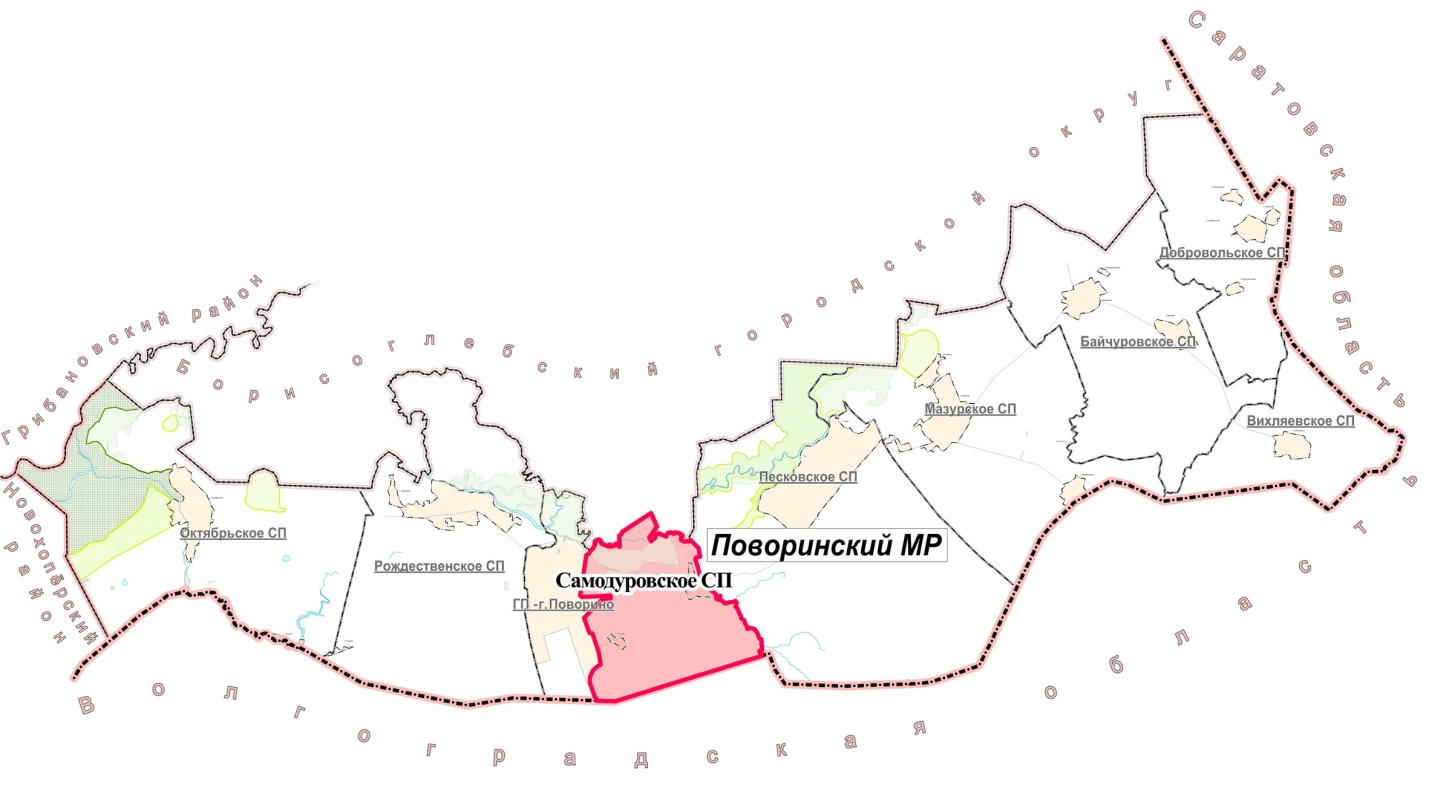 Саратовская область
Грибановский район
Борисоглебский городской округ
Добровольское СП
Байчуровское СП
Мазурское СП
Вихляевское СП
Песковское СП
Октябрьское СП
Новохопёрский
район
Поворинский МР
Рождественское СП
Самодуровское СП
ГП -г. Поворино
Волгоградская область